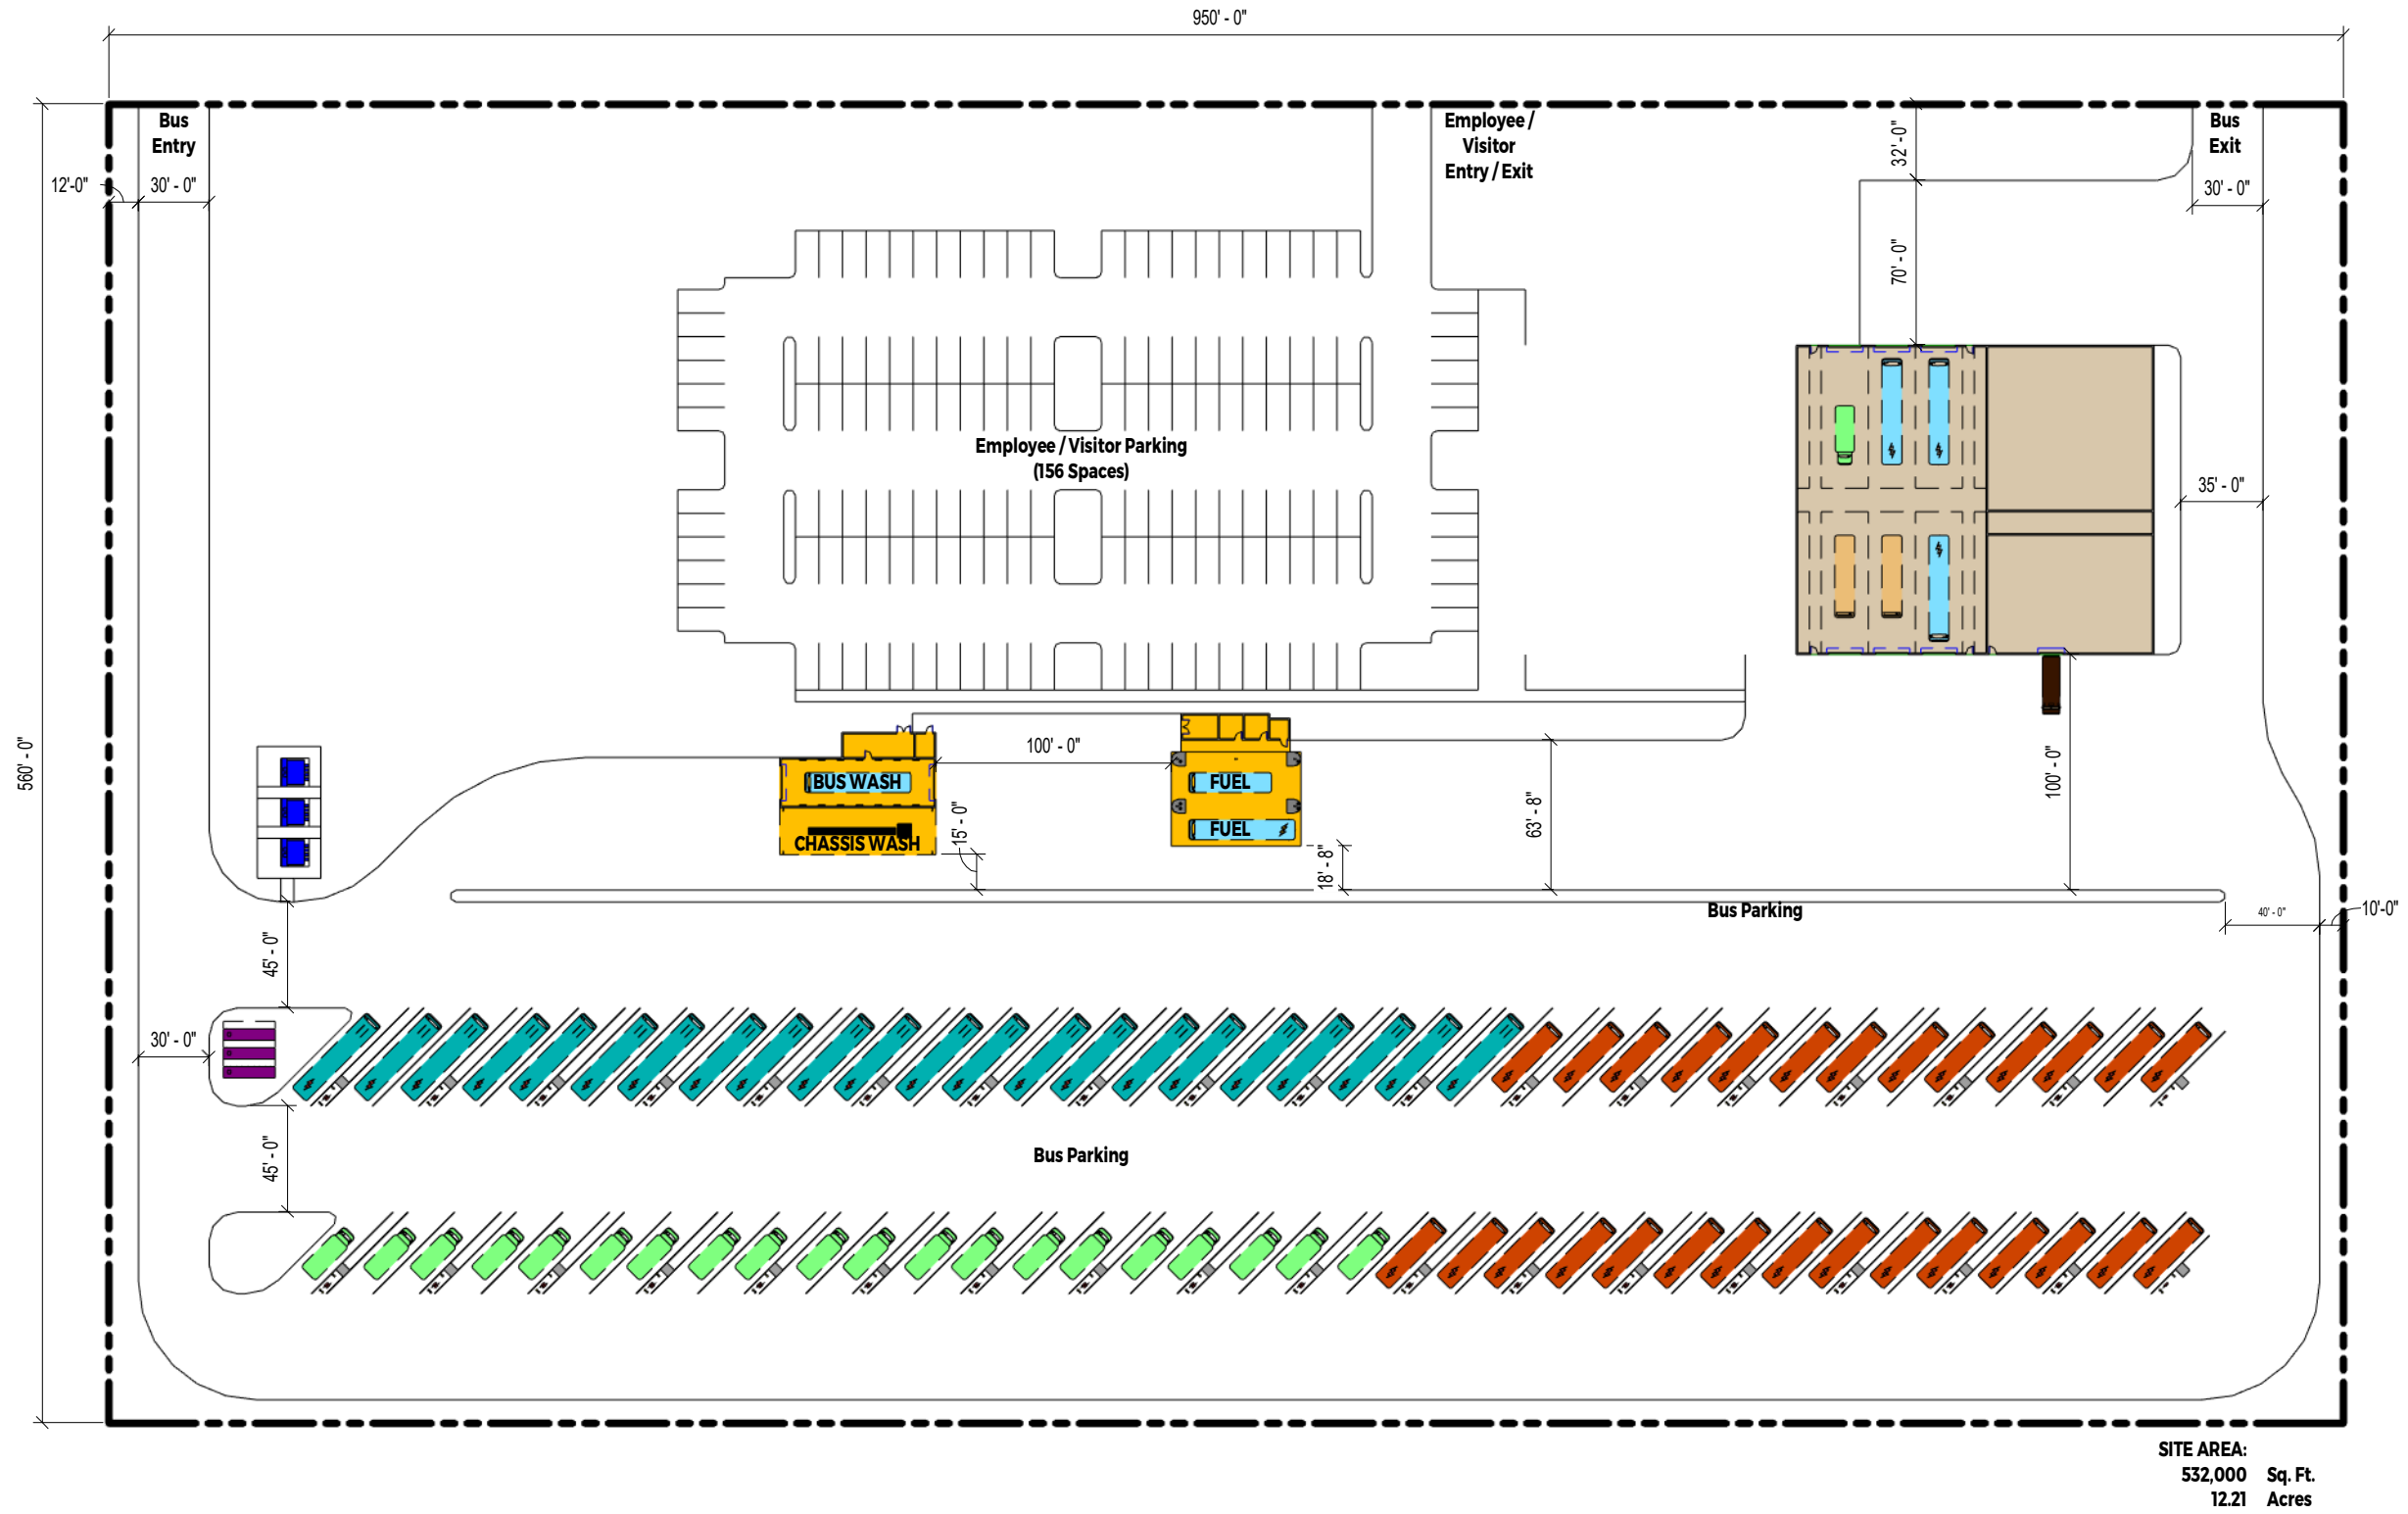 950' - 0"
Bus
Entry
Employee /
Visitor
Entry / Exit
32'-0"
Bus
Exit
12'-0"
30' - 0"
30' - 0"
70' - 0"
Employee / Visitor Parking
(156 Spaces)
35' - 0"
560' - 0"
100' - 0"
BUS WASH
FUEL
100' - 0"
15' - 0"
63' - 8"
FUEL
CHASSIS WASH
18' - 8"
Bus Parking
40' - 0"
10'-0"
45' - 0"
30' - 0"
45' - 0"
Bus Parking
SITE AREA:
532,000 Sq. Ft.
12.21 Acres